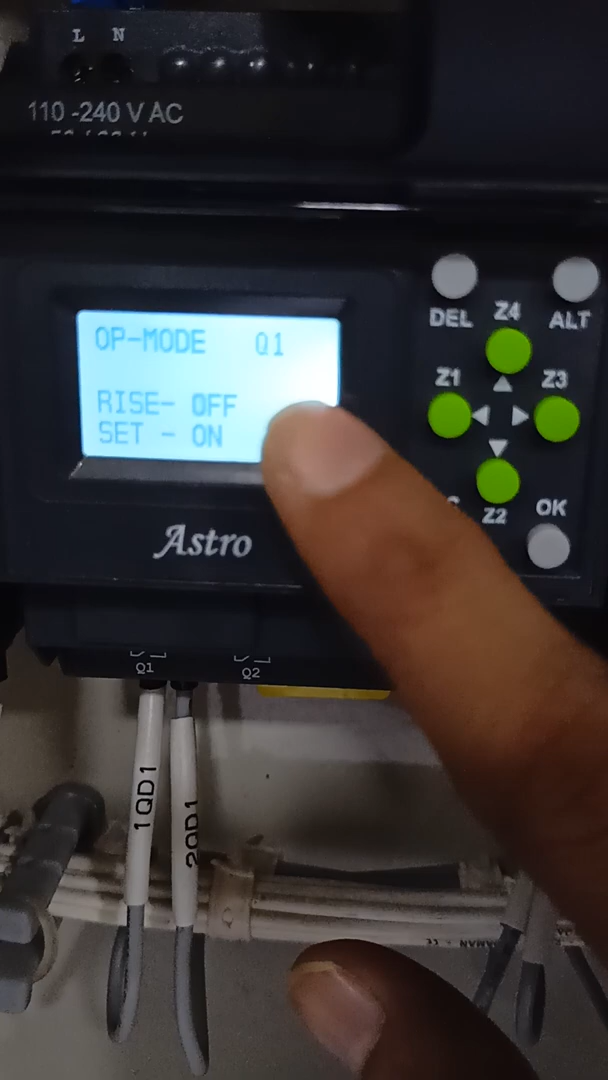 L N
110 -240 V AC
OP-MODE Q1
RISE- OFF
SET - ON
DEL
Z4
ALT
Z1
Z3
Z2
OK
Astro
Q1
Q2
1QD1
2QD1